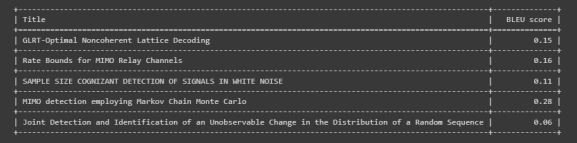 Title BLEU score
GLRT-Optimal Noncoherent Lattice Decoding 0.15
Rate Bounds for MIMO Relay Channels 0.16
SAMPLE SIZE COGNIZANT DETECTION OF SIGNALS IN WHITE NOISE 0.11
MIMO detection employing Markov Chain Monte Carlo 0.28
Joint Detection and Identification of an Unobservable Change in the Distribution of a Random Sequence 0.06